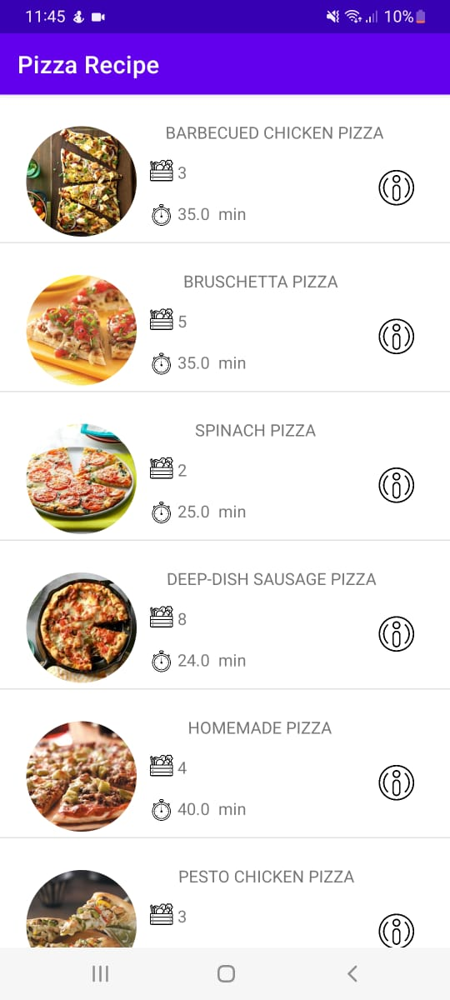 11:45 10%
Pizza Recipe
BARBECUED CHICKEN PIZZA
3
35.0 min
BRUSCHETTA PIZZA
5
35.0 min
SPINACH PIZZA
2
25.0 min
DEEP-DISH SAUSAGE PIZZA
8
24.0 min
HOMEMADE PIZZA
4
40.0 min
PESTO CHICKEN PIZZA
3